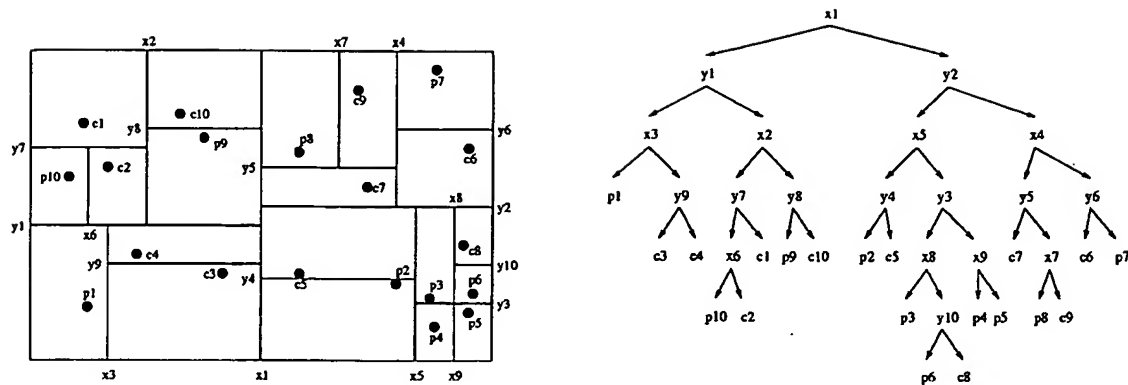 x2 x7 x4
p7
c9
c10
c1
y8 p9 p8 y6
y7
c6
c2 y5
p10
c7
x8
y1 y2
x6
c4 c8
y9 y10
c3 y4 c5 p2 p6
p1 p3
y3
p5
p4
x3 x1 x5 x9
x1
y1 y2
x3 x2 x5 x4
p1 y9 y7 y8 y4 y3 y5 y6
c3 c4 x6 c1 p9 c10 p2 c5 x8 x9 c7 x7 c6 p7
p10 c2 p3 y10 p4 p5 p8 c9
p6 c8